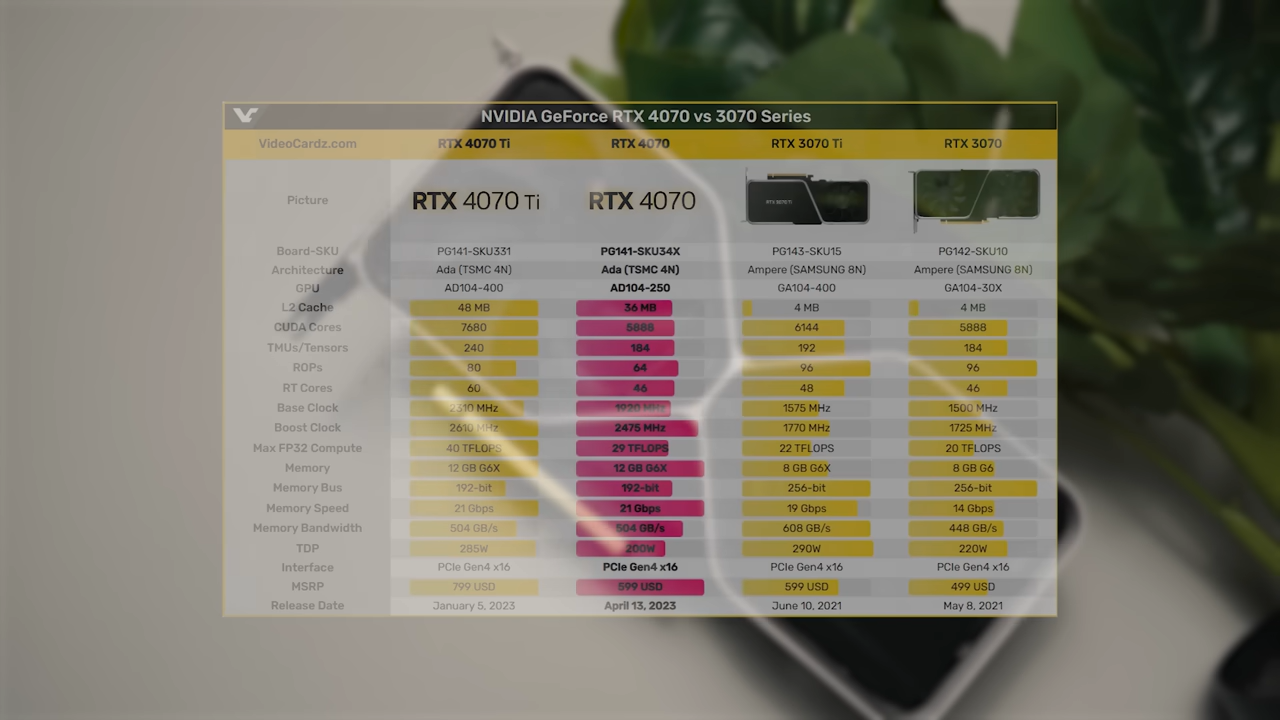 NVIDIA GeForce RTX 4070 vs 3070 Series
VideoCardz.com RTX 4070 Ti RTX 4070 RTX 3070 Ti RTX 3070
Picture RTX 4070 Ti RTX 4070 RTX 3070 Ti
Board-SKU PG141-SKU331 PG141-SKU34X PG143-SKU15 PG142-SKU10
Architecture Ada (TSMC 4N) Ada (TSMC 4N) Ampere (SAMSUNG 8N) Ampere (SAMSUNG 8N)
GPU AD104-400 AD104-250 GA104-400 GA104-30X
L2 Cache 48 MB 36 MB 4 MB 4 MB
CUDA Cores 7680 5888 6144 5888
TMUs/Tensors 240 184 192 184
ROPs 80 64 96 96
RT Cores 60 46 48 46
Base Clock 2310 MHz 1920 MHz 1575 MHz 1500 MHz
Boost Clock 2610 MHz 2475 MHz 1770 MHz 1725 MHz
Max FP32 Compute 40 TFLOPS 29 TFLOPS 22 TFLOPS 20 TFLOPS
Memory 12 GB G6X 12 GB G6X 8 GB G6X 8 GB G6
Memory Bus 192-bit 192-bit 256-bit 256-bit
Memory Speed 21 Gbps 21 Gbps 19 Gbps 14 Gbps
Memory Bandwidth 504 GB/s 504 GB/s 608 GB/s 448 GB/s
TDP 285W 200W 290W 220W
Interface PCIe Gen4 x16 PCIe Gen4 x16 PCIe Gen4 x16 PCIe Gen4 x16
MSRP 799 USD 599 USD 599 USD 499 USD
Release Date January 5, 2023 April 13, 2023 June 10, 2021 May 8, 2021